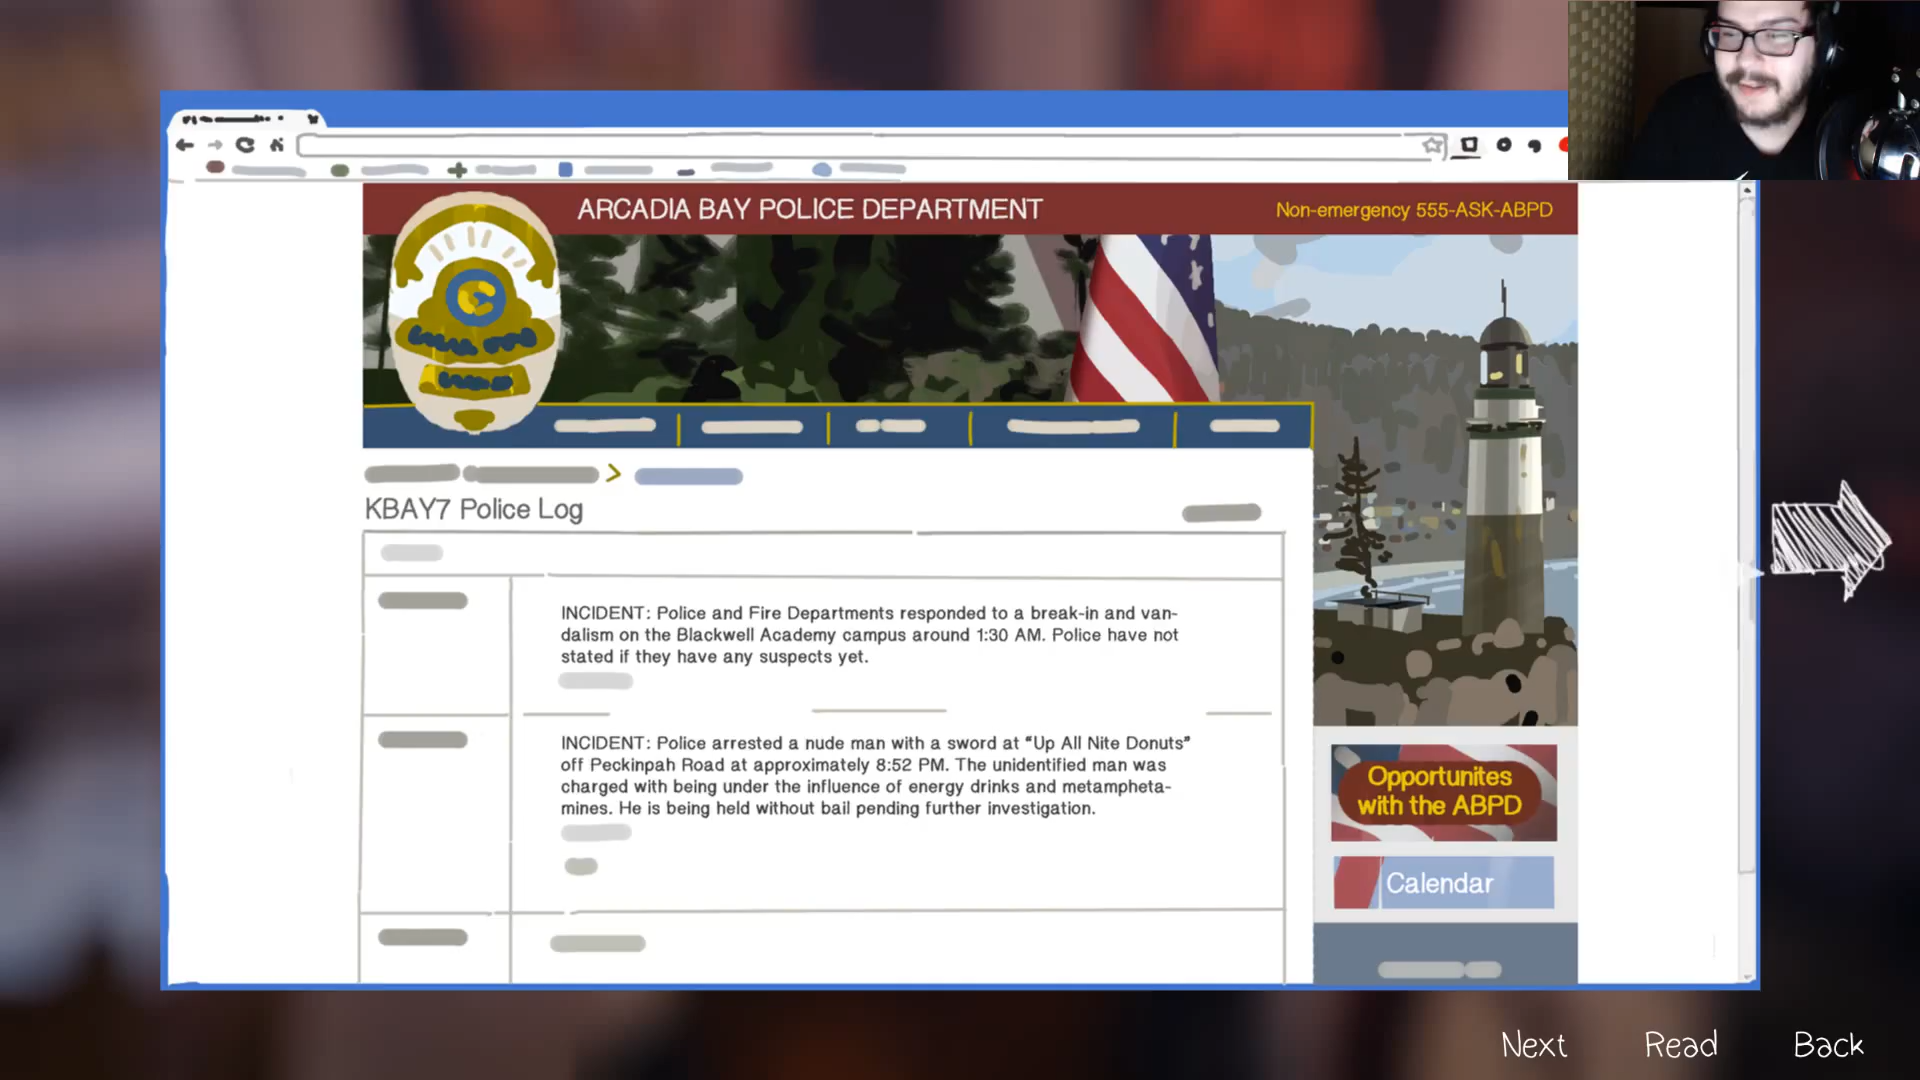 ARCADIA BAY POLICE DEPARTMENT
Non-emergency 555-ASK-ABPD
KBAY7 Police Log
INCIDENT: Police and Fire Departments responded to a break-in and van-
dalism on the Blackwell Academy campus around 1:30 AM. Police have not
stated if they have any suspects yet.
INCIDENT: Police arrested a nude man with a sword at “Up All Nite Donuts”
off Peckinpah Road at approximately 8:52 PM. The unidentified man was
charged with being under the influence of energy drinks and metampheta-
mines. He is being held without bail pending further investigation.
Opportunites
with the ABPD
Calendar
Next
Read
Back